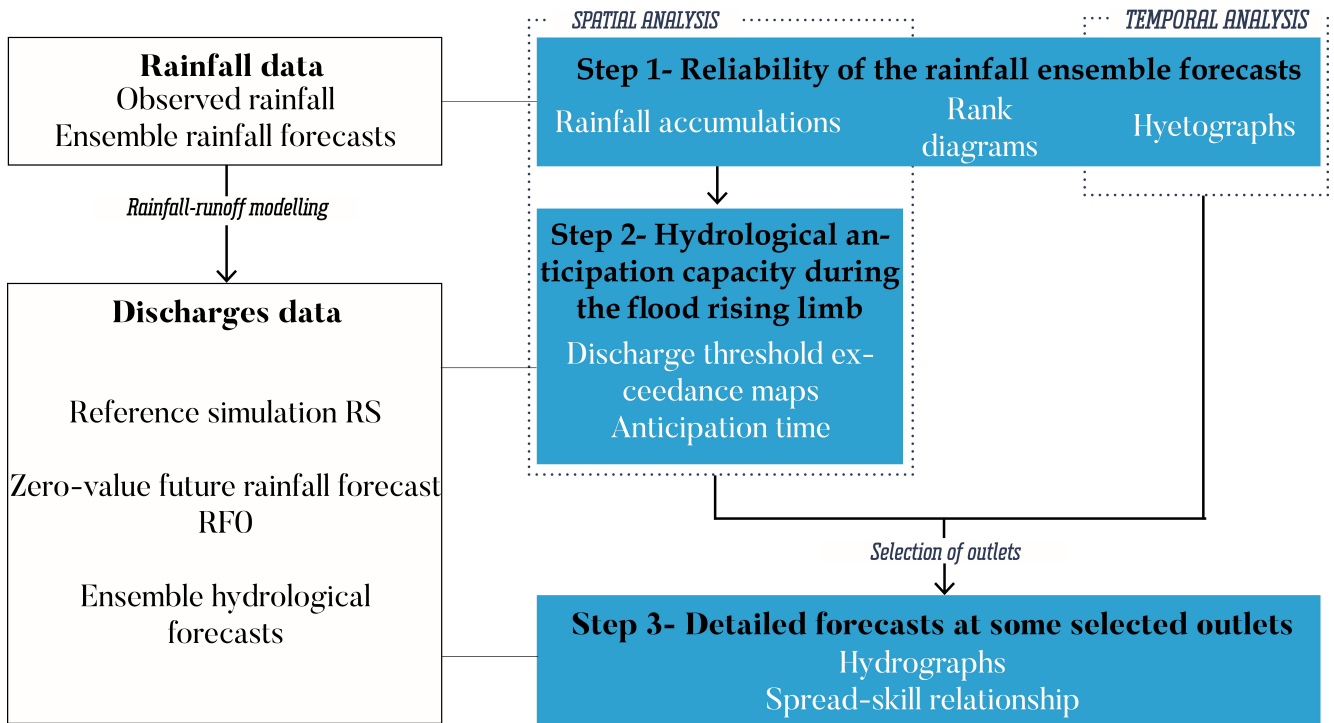 SPATIAL ANALYSIS
TEMPORAL ANALYSIS
Rainfall data
Observed rainfall
Ensemble rainfall forecasts
Step 1- Reliability of the rainfall ensemble forecasts
Rainfall accumulations
Rank
diagrams
Hyetographs
Rainfall-runoff modelling
Step 2- Hydrological an-
ticipation capacity during
the flood rising limb
Discharge threshold ex-
ceedance maps
Anticipation time
Discharges data
Reference simulation RS
Zero-value future rainfall forecast
RF0
Ensemble hydrological
forecasts
Selection of outlets
Step 3- Detailed forecasts at some selected outlets
Hydrographs
Spread-skill relationship